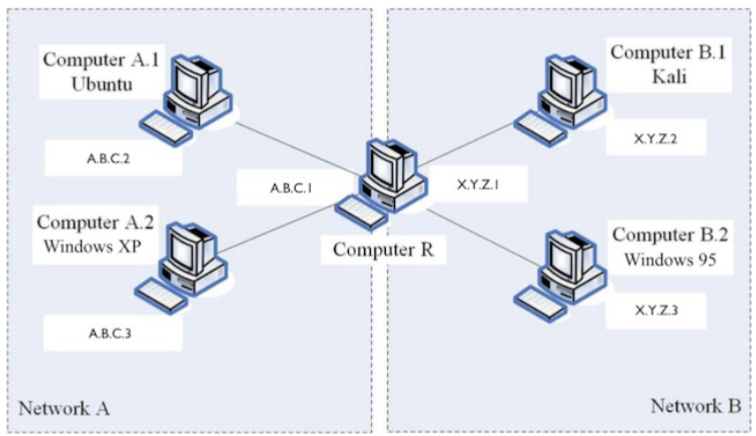 Computer A.1
Ubuntu
A.B.C.2
Computer A.2
Windows XP
A.B.C.3
A.B.C.1
X.Y.Z.1
Computer R
Computer B.1
Kali
X.Y.Z.2
Computer B.2
Windows 95
X.Y.Z.3
Network A
Network B